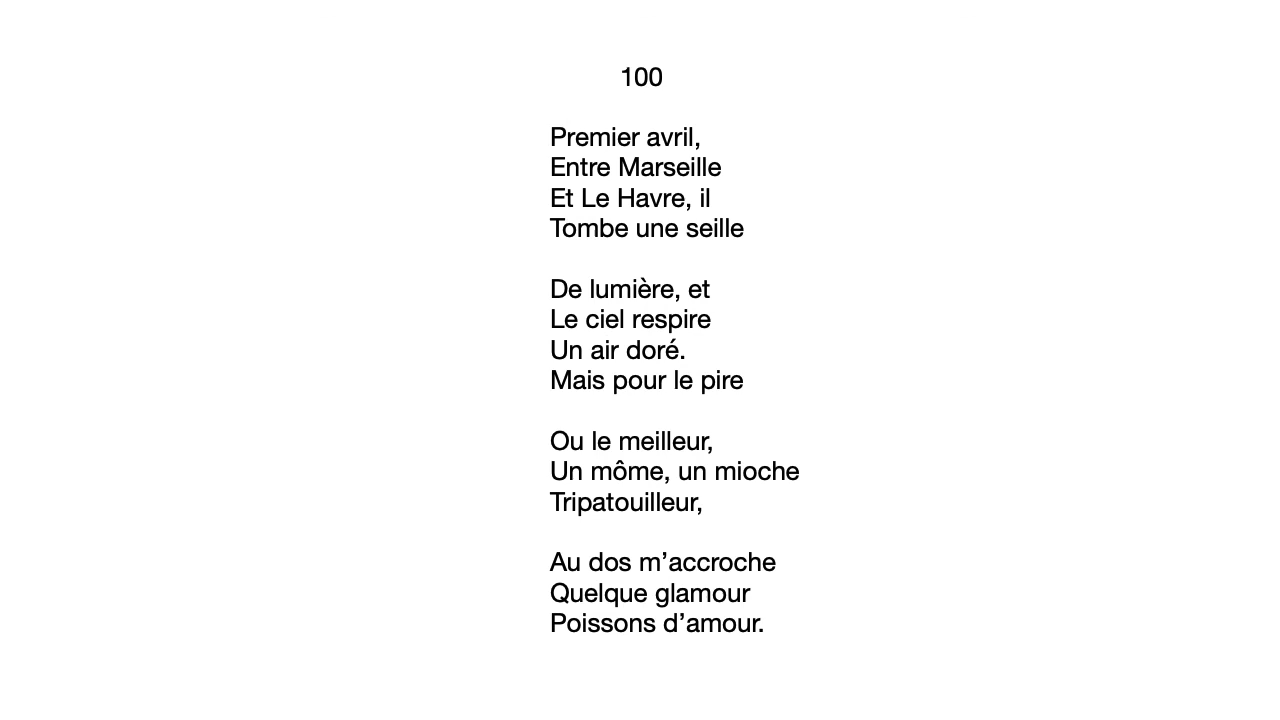 100
Premier avril,
Entre Marseille
Et Le Havre, il
Tombe une seille
De lumière, et
Le ciel respire
Un air doré.
Mais pour le pire
Ou le meilleur,
Un môme, un mioche
Tripatouilleur,
Au dos m’accroche
Quelque glamour
Poissons d’amour.